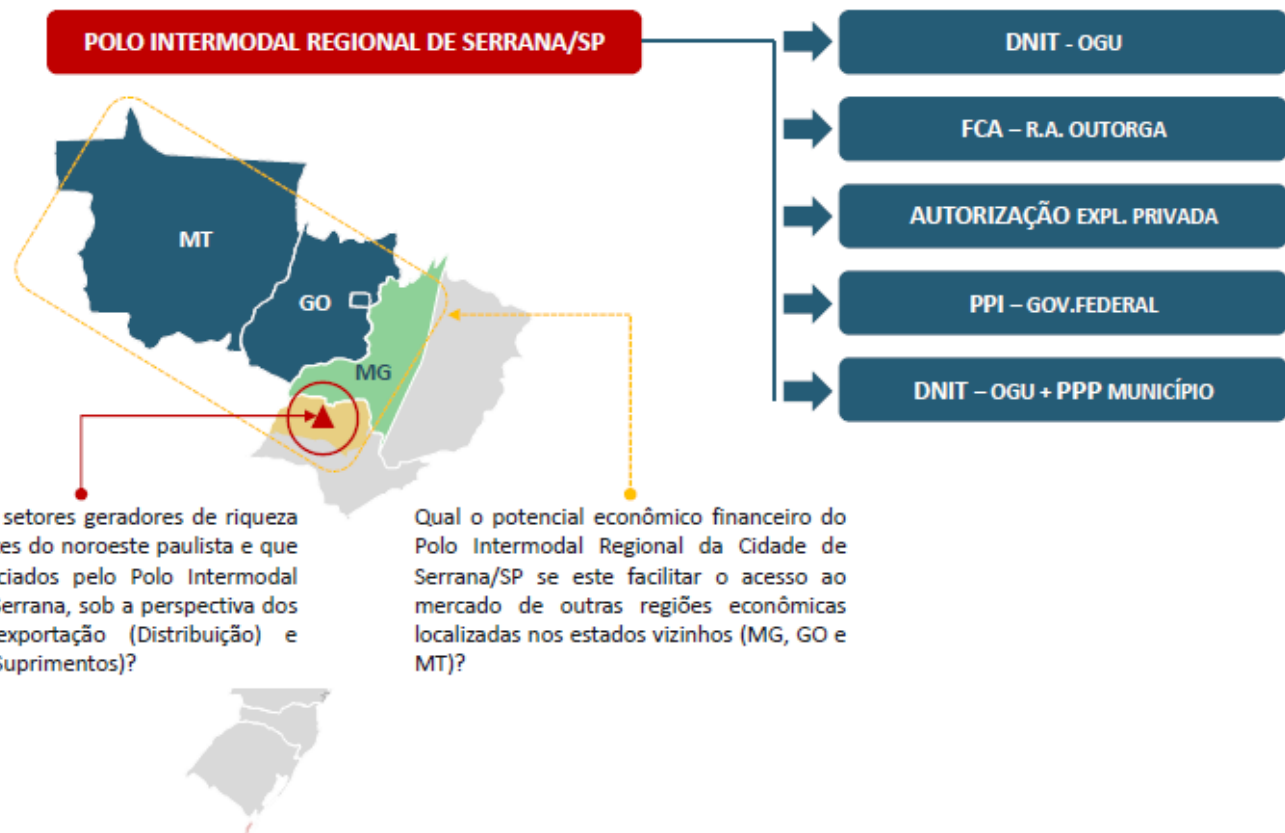 POLO INTERMODAL REGIONAL DE SERRANA/SP
DNIT - OGU
FCA – R.A. OUTORGA
AUTORIZAÇÃO EXPL. PRIVADA
PPI – GOV.FEDERAL
DNIT – OGU + PPP MUNICÍPIO
MT
GO
MG
setores geradores de riqueza
es do noroeste paulista e que
ciados pelo Polo Intermodal
Serrana, sob a perspectiva dos
exportação (Distribuição) e
Suprimentos)?
Qual o potencial econômico financeiro do
Polo Intermodal Regional da Cidade de
Serrana/SP se este facilitar o acesso ao
mercado de outras regiões econômicas
localizadas nos estados vizinhos (MG, GO e
MT)?